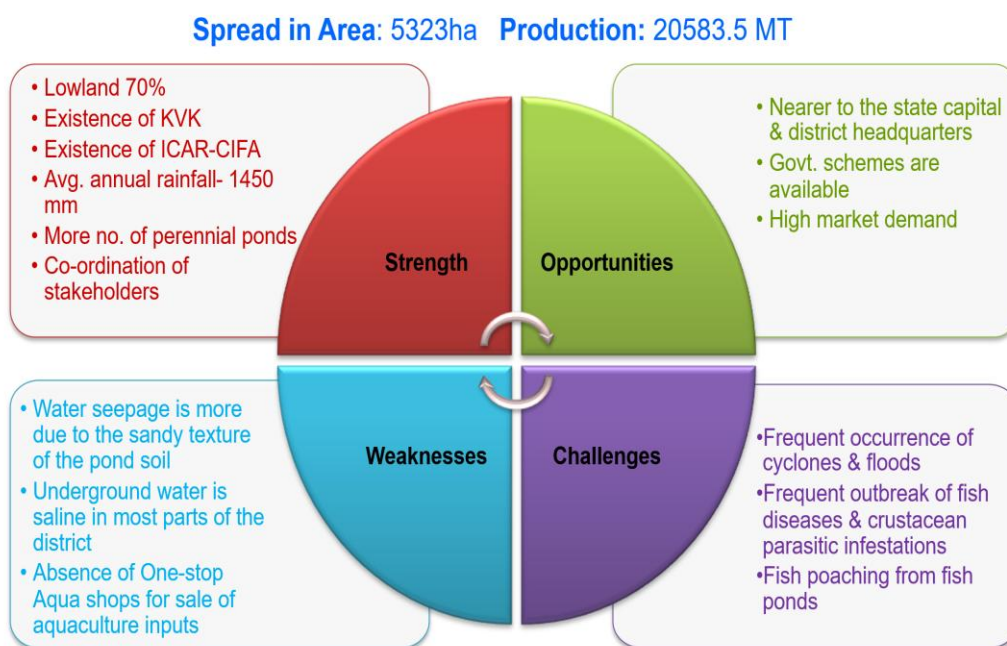 Spread in Area: 5323ha   Production: 20583.5 MT
• Lowland 70%
• Existence of KVK
• Existence of ICAR-CIFA
• Avg. annual rainfall- 1450
mm
• More no. of perennial ponds
• Co-ordination of
stakeholders
Strength
Opportunities
• Nearer to the state capital
& district headquarters
• Govt. schemes are
available
• High market demand
• Water seepage is more
due to the sandy texture
of the pond soil
• Underground water is
saline in most parts of the
district
• Absence of One-stop
Aqua shops for sale of
aquaculture inputs
Weaknesses
Challenges
•Frequent occurrence of
cyclones & floods
•Frequent outbreak of fish
diseases & crustacean
parasitic infestations
•Fish poaching from fish
ponds